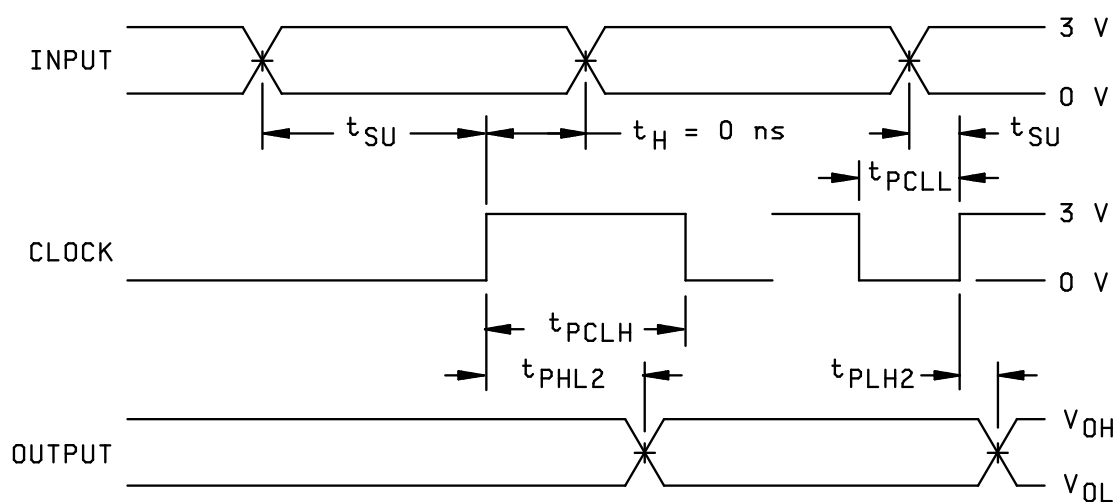 3 V
INPUT
0 V
tSU
tH = 0 ns
tSU
tPCLL
3 V
CLOCK
0 V
tPCLH
tPHL2
tPLH2
VOH
OUTPUT
VOL